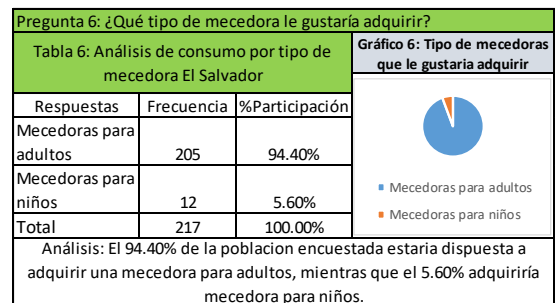 Pregunta 6: ¿Qué tipo de mecedora le gustaría adquirir?
Tabla 6: Análisis de consumo por tipo de
mecedora El Salvador
Gráfico 6: Tipo de mecedoras
que le gustaria adquirir
Respuestas Frecuencia %Participación
Mecedoras para
adultos 205 94.40%
Mecedoras para
niños 12 5.60%
Total 217 100.00%
Mecedoras para adultos
Mecedoras para niños
Análisis: El 94.40% de la poblacion encuestada estaria dispuesta a
adquirir una mecedora para adultos, mientras que el 5.60% adquiriría
mecedora para niños.